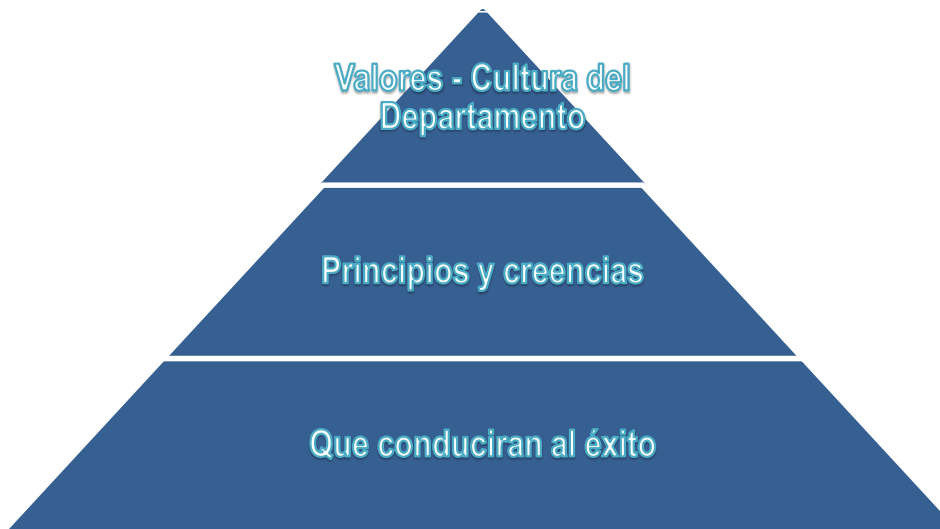 Valores - Cultura del
Departamento
Principios y creencias
Que conduciran al éxito